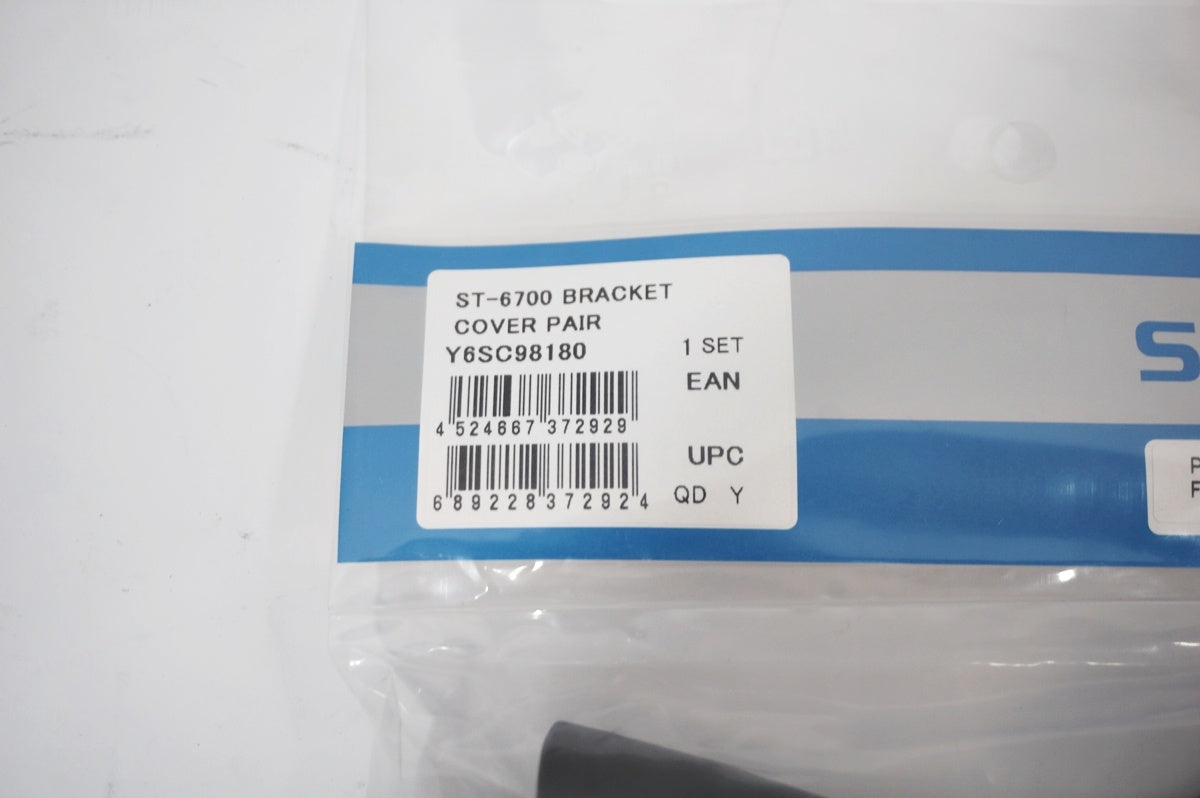 ST-6700 BRACKET
COVER PAIR
Y6SC98180
1 SET
EAN
4 524667 372929
UPC
6 89228 37292 4
QD Y
S
P
F